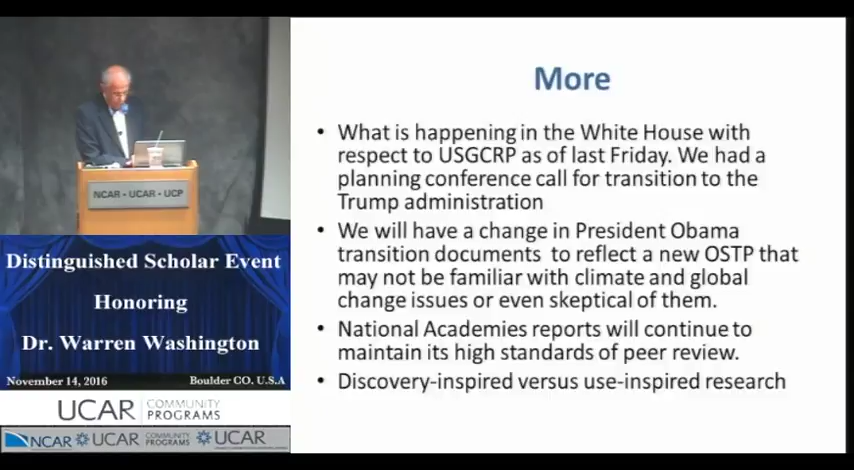 NCAR - UCAR - UCP
Distinguished Scholar Event
Honoring
Dr. Warren Washington
November 14, 2016
Boulder CO. U.S.A
UCAR
COMMUNITY
PROGRAMS
NCAR
UCAR
COMMUNITY
PROGRAMS
UCAR
More
• What is happening in the White House with
respect to USGCRP as of last Friday. We had a
planning conference call for transition to the
Trump administration
• We will have a change in President Obama
transition documents to reflect a new OSTP that
may not be familiar with climate and global
change issues or even skeptical of them.
• National Academies reports will continue to
maintain its high standards of peer review.
• Discovery-inspired versus use-inspired research